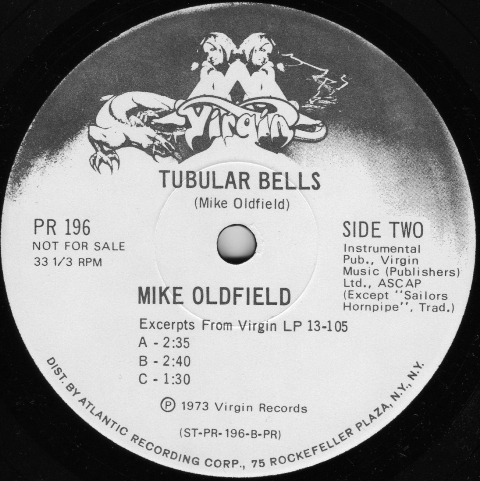 Virgin
TUBULAR BELLS
(Mike Oldfield)
PR 196
NOT FOR SALE
33 1/3 RPM
SIDE TWO
Instrumental
Pub., Virgin
Music (Publishers)
Ltd., ASCAP
(Except "Sailors
Hornpipe", Trad.)
MIKE OLDFIELD
Excerpts From Virgin LP 13-105
A - 2:35
B - 2:40
C - 1:30
Ⓟ 1973 Virgin Records
(ST-PR-196-B-PR)
DIST. BY ATLANTIC RECORDING CORP., 75 ROCKEFELLER PLAZA, N.Y., N.Y.